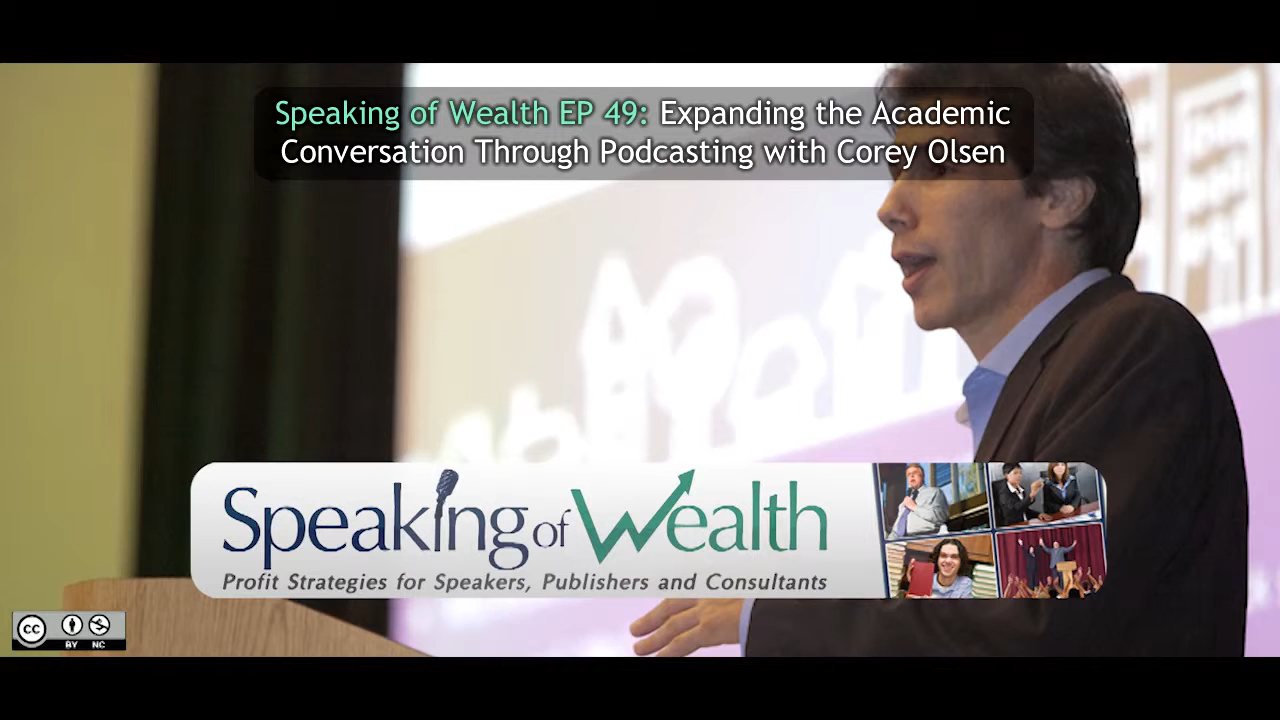 Speaking of Wealth EP 49: Expanding the Academic
Conversation Through Podcasting with Corey Olsen
Speaking of Wealth
Profit Strategies for Speakers, Publishers and Consultants
cc
BY NC